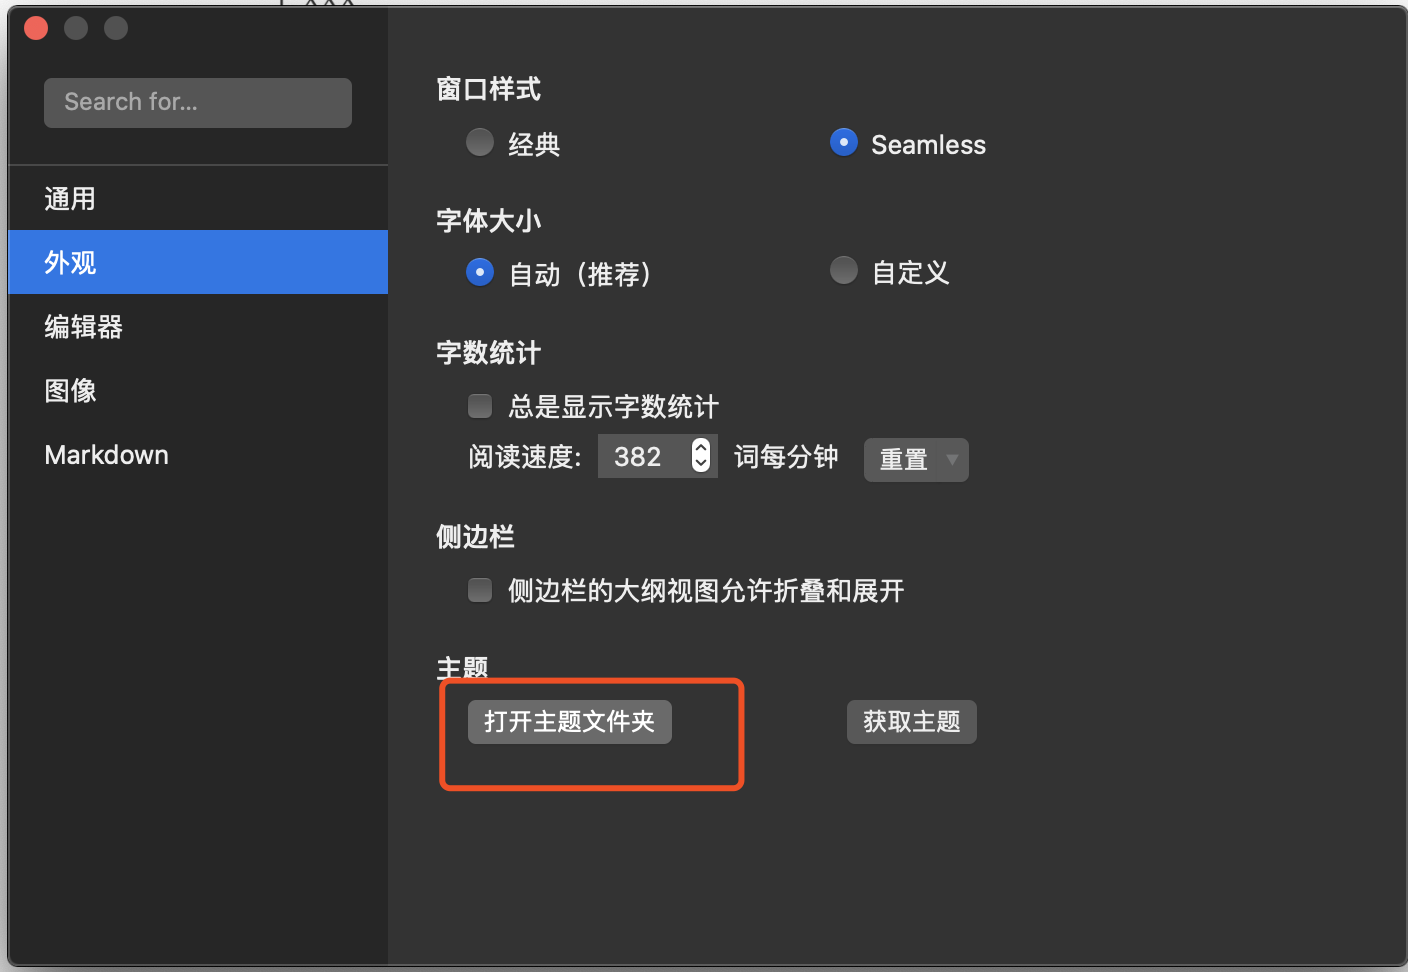 Search for...
通用
外观
编辑器
图像
Markdown
窗口样式
经典
Seamless
字体大小
自动（推荐）
自定义
字数统计
总是显示字数统计
阅读速度: 382 词每分钟 重置
侧边栏
侧边栏的大纲视图允许折叠和展开
主题
打开主题文件夹
获取主题